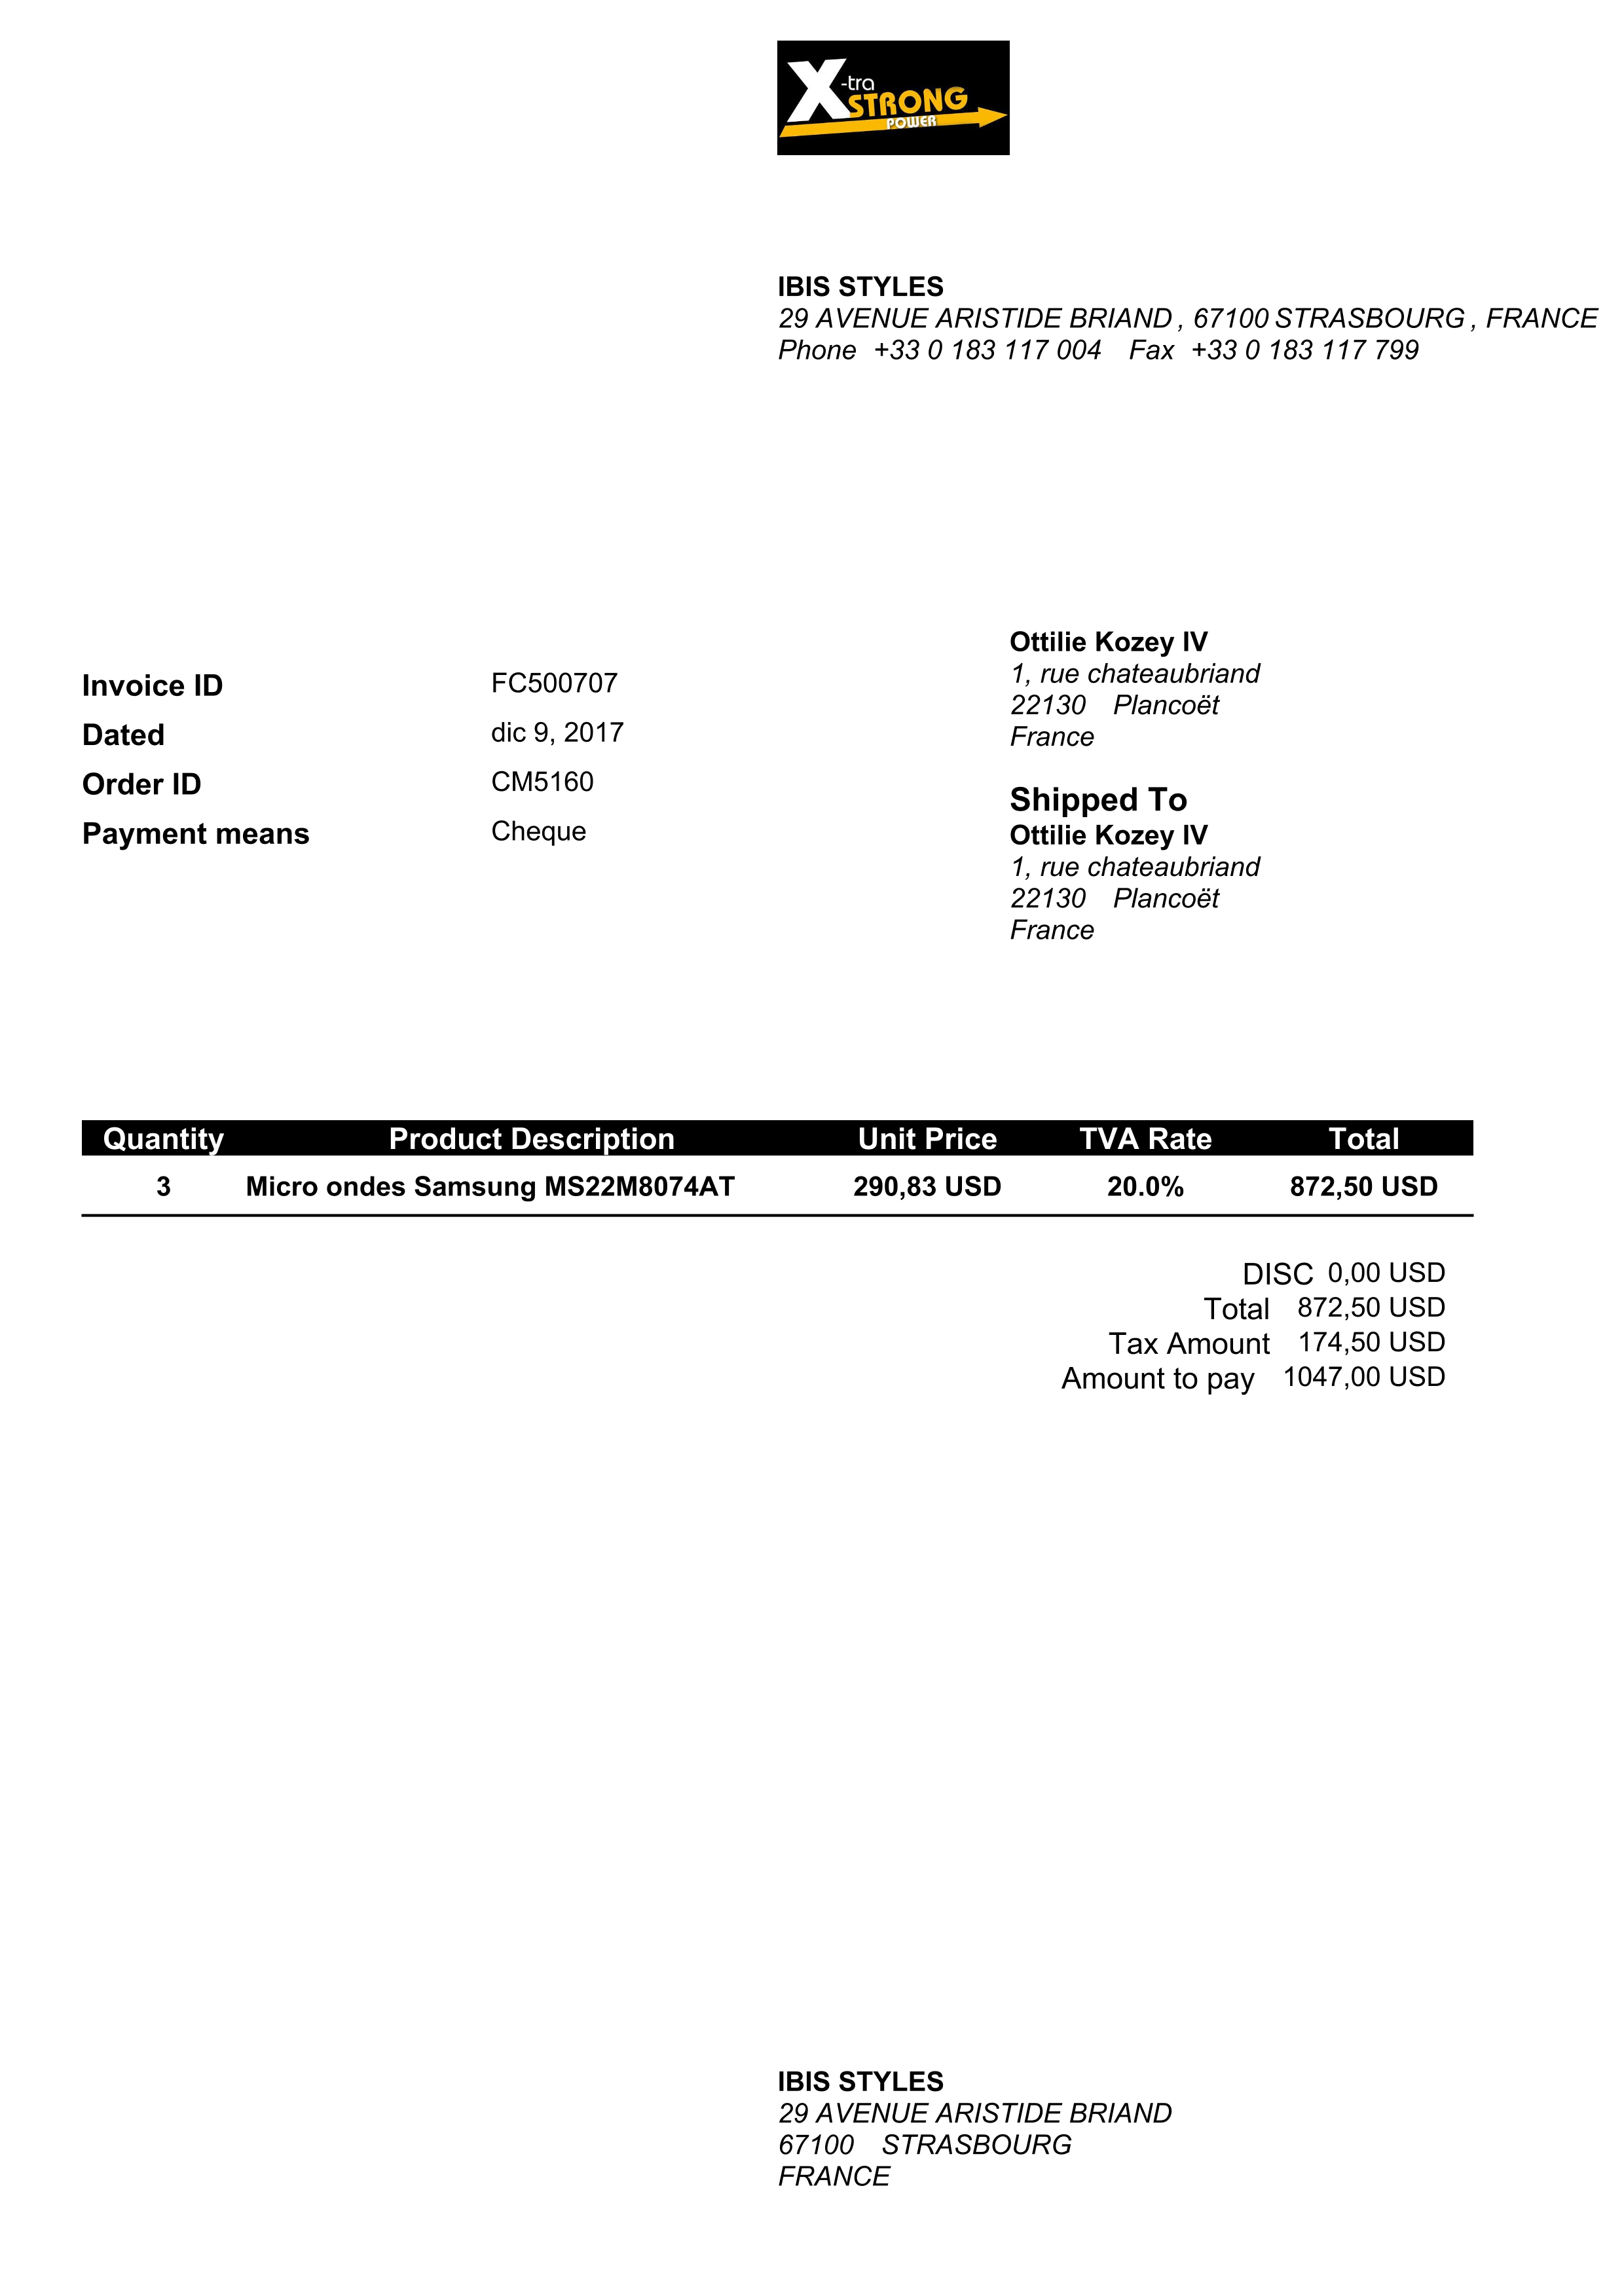 X-tra
STRONG
POWER
IBIS STYLES
29 AVENUE ARISTIDE BRIAND , 67100 STRASBOURG , FRANCE
Phone +33 0 183 117 004 Fax +33 0 183 117 799
Ottilie Kozey IV
1, rue chateaubriand
22130 Plancoët
France
Invoice ID FC500707
Dated dic 9, 2017
Order ID CM5160
Payment means Cheque
Shipped To
Ottilie Kozey IV
1, rue chateaubriand
22130 Plancoët
France
Quantity Product Description Unit Price TVA Rate Total
3 Micro ondes Samsung MS22M8074AT 290,83 USD 20.0% 872,50 USD
DISC 0,00 USD
Total 872,50 USD
Tax Amount 174,50 USD
Amount to pay 1047,00 USD
IBIS STYLES
29 AVENUE ARISTIDE BRIAND
67100 STRASBOURG
FRANCE